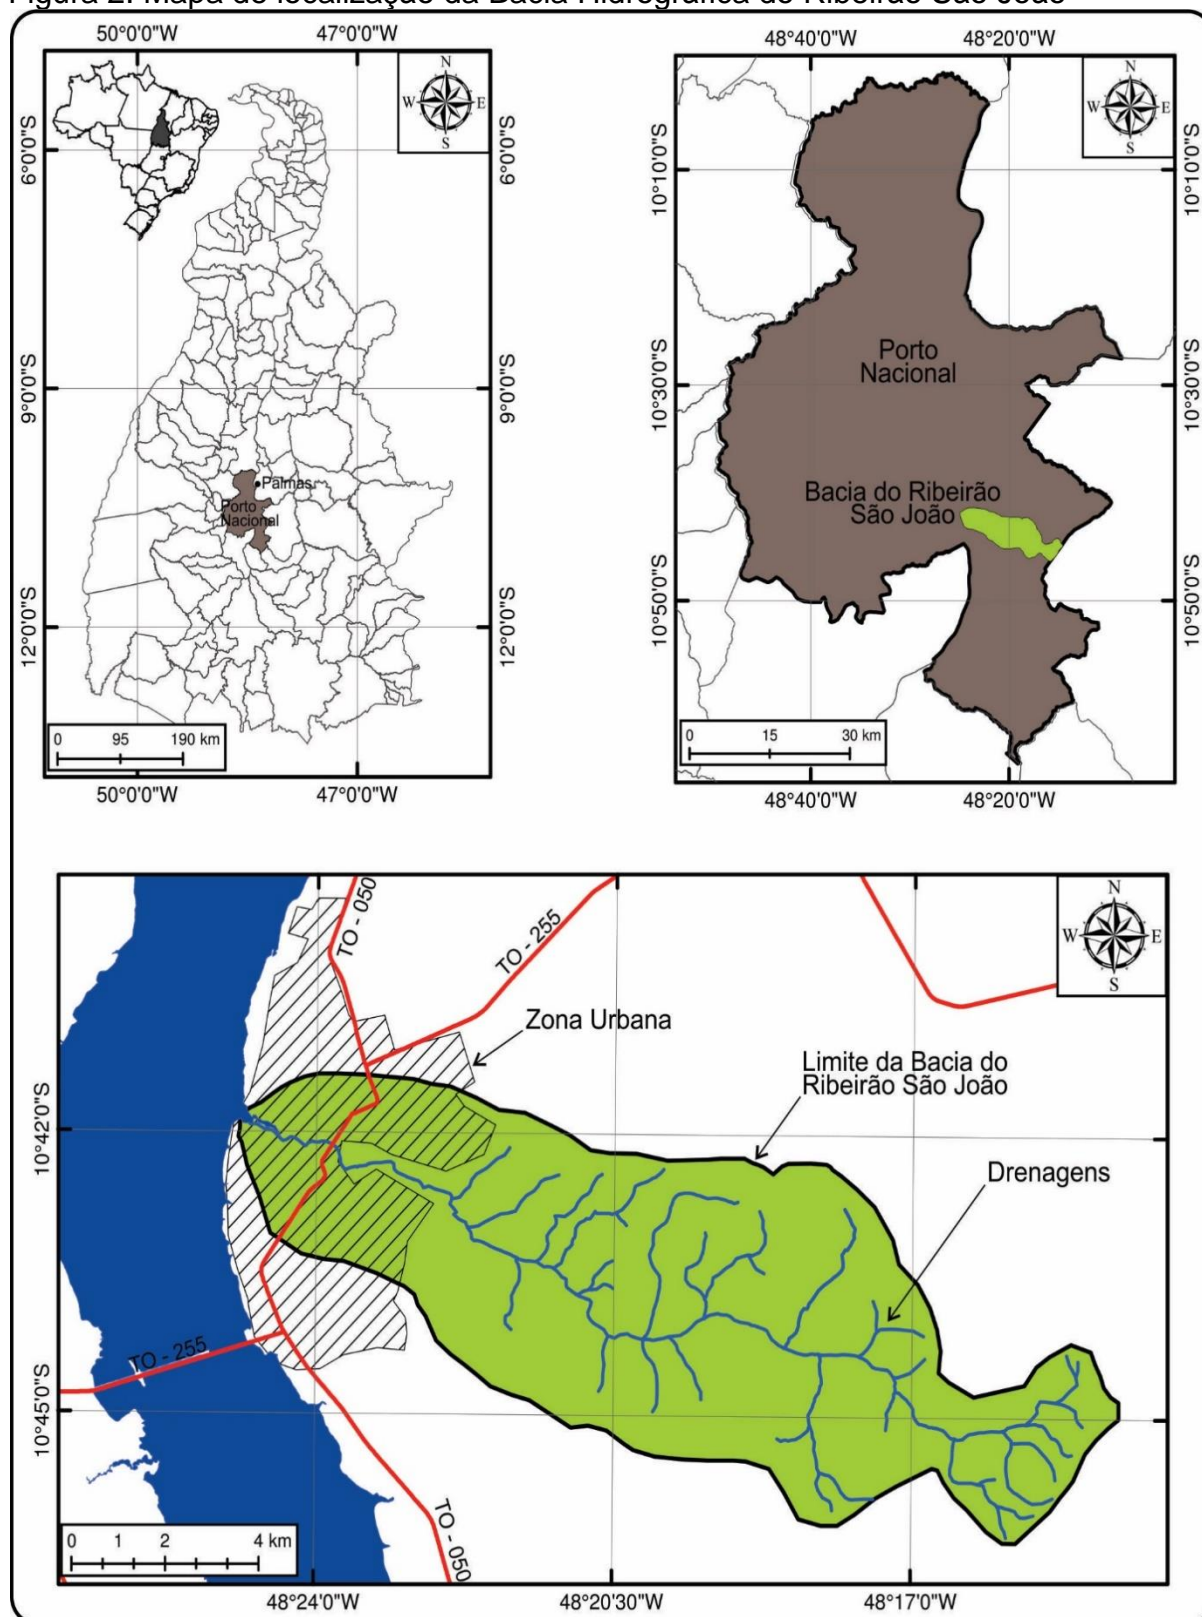 Figura 2: Mapa de localização da Bacia Hidrográfica do Ribeirão São João
50°0'0"W
47°0'0"W
N
W
E
S
6°0'0"S
6°0'0"S
9°0'0"S
9°0'0"S
Palmas
Porto
Nacional
12°0'0"S
12°0'0"S
0 95 190 km
50°0'0"W
47°0'0"W
48°40'0"W
48°20'0"W
N
W
E
S
10°10'0"S
10°10'0"S
Porto
Nacional
10°30'0"S
10°30'0"S
Bacia do Ribeirão
São João
10°50'0"S
10°50'0"S
0 15 30 km
48°40'0"W
48°20'0"W
TO - 050
TO - 255
N
W
E
S
Zona Urbana
Limite da Bacia do
Ribeirão São João
10°42'0"S
Drenagens
TO - 255
10°45'0"S
TO - 050
0 1 2 4 km
48°24'0"W
48°20'30"W
48°17'0"W